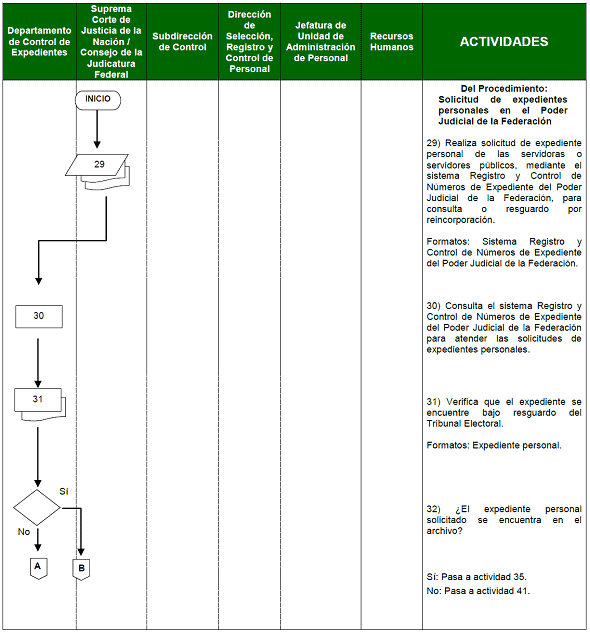 Departamento
de Control de
Expedientes
Suprema
Corte de
Justicia de la
Nación /
Consejo de la
Judicatura
Federal
Subdirección
de Control
Dirección
de
Selección,
Registro y
Control de
Personal
Jefatura de
Unidad de
Administración
de Personal
Recursos
Humanos
ACTIVIDADES
INICIO
29
30
31
Sí
No
A
B
Del Procedimiento:
Solicitud de expedientes
personales en el Poder
Judicial de la Federación
29) Realiza solicitud de expediente
personal de las servidoras o
servidores públicos, mediante el
sistema Registro y Control de
Números de Expediente del Poder
Judicial de la Federación, para
consulta o resguardo por
reincorporación.
Formatos: Sistema Registro y
Control de Números de Expediente
del Poder Judicial de la Federación.
30) Consulta el sistema Registro y
Control de Números de Expediente
del Poder Judicial de la Federación
para atender las solicitudes de
expedientes personales.
31) Verifica que el expediente se
encuentre bajo resguardo del
Tribunal Electoral.
Formatos: Expediente personal.
32) ¿El expediente personal
solicitado se encuentra en el
archivo?
Sí: Pasa a actividad 35.
No: Pasa a actividad 41.